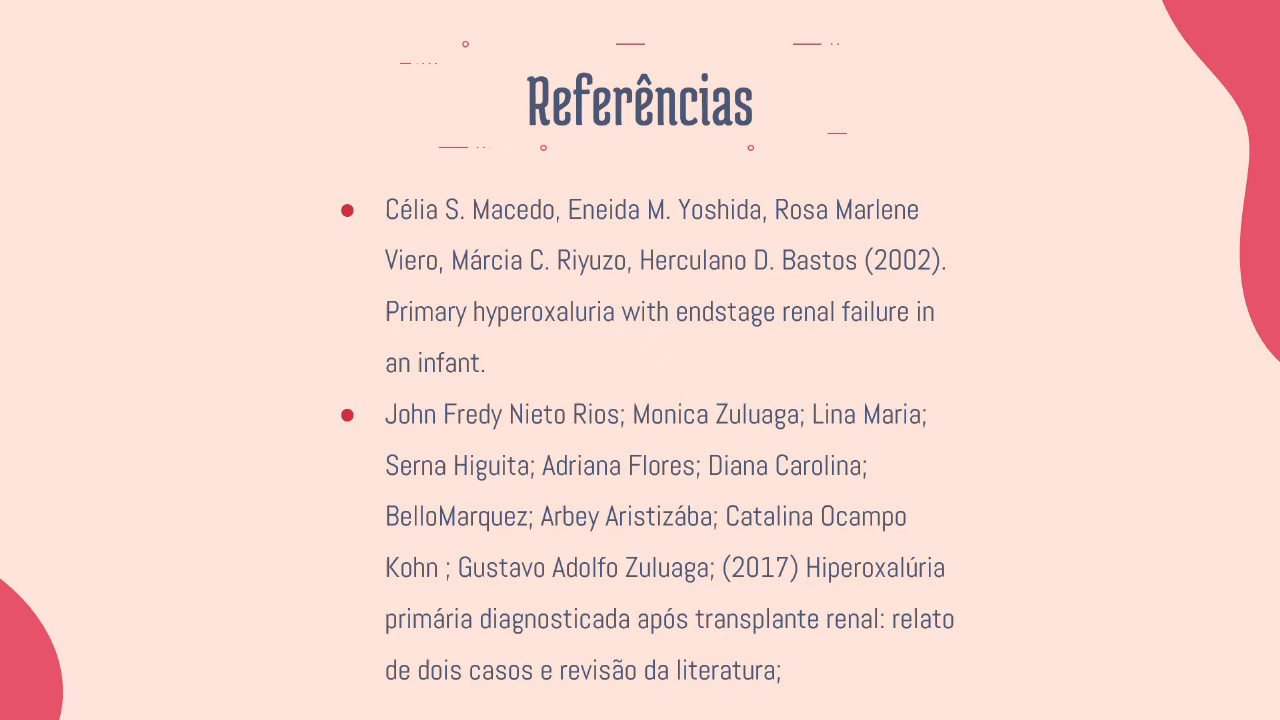 Referências
Célia S. Macedo, Eneida M. Yoshida, Rosa Marlene
Viero, Márcia C. Riyuzo, Herculano D. Bastos (2002).
Primary hyperoxaluria with endstage renal failure in
an infant.
John Fredy Nieto Rios; Monica Zuluaga; Lina Maria;
Serna Higuita; Adriana Flores; Diana Carolina;
BelloMarquez; Arbey Aristizába; Catalina Ocampo
Kohn ; Gustavo Adolfo Zuluaga; (2017) Hiperoxalúria
primária diagnosticada após transplante renal: relato
de dois casos e revisão da literatura;